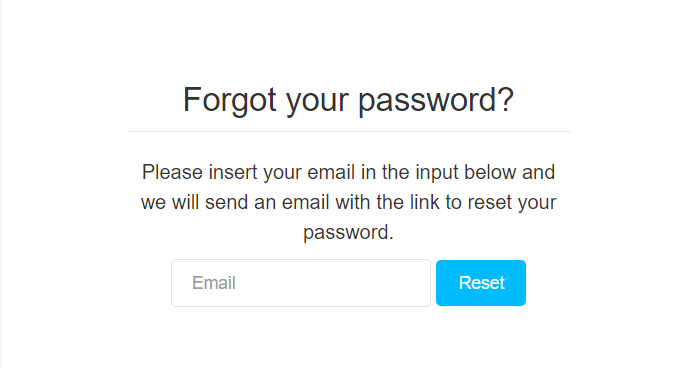 Forgot your password?
Please insert your email in the input below and
we will send an email with the link to reset your
password.
Email
Reset